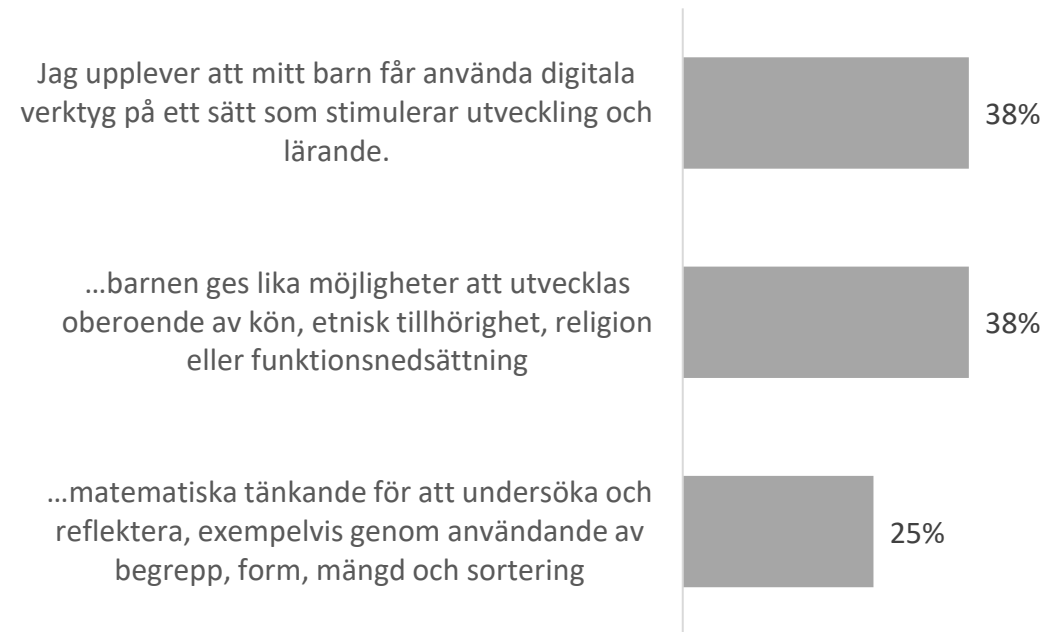 Jag upplever att mitt barn får använda digitala
verktyg på ett sätt som stimulerar utveckling och
lärande.
38%
…barnen ges lika möjligheter att utvecklas
oberoende av kön, etnisk tillhörighet, religion
eller funktionsnedsättning
38%
…matematiska tänkande för att undersöka och
reflektera, exempelvis genom användande av
begrepp, form, mängd och sortering
25%